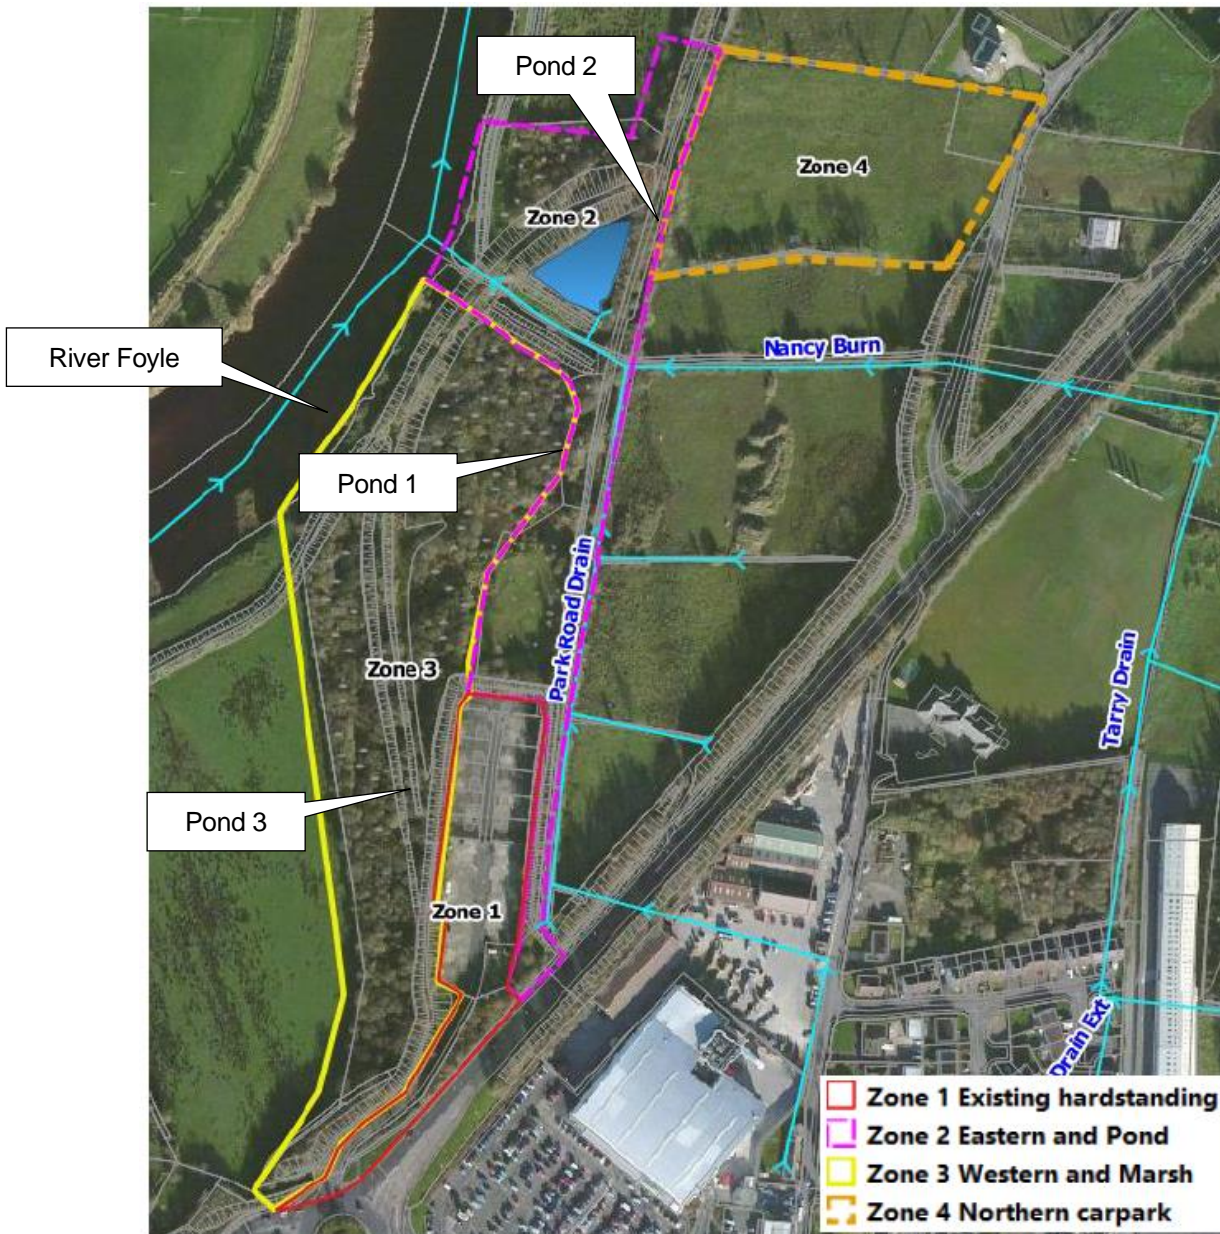 Pond 2
Zone 4
Zone 2
River Foyle
Nancy Burn
Pond 1
Park Road Drain
Zone 3
Tarry Drain
Pond 3
Zone 1
Drain Ext
Zone 1 Existing hardstanding
Zone 2 Eastern and Pond
Zone 3 Western and Marsh
Zone 4 Northern carpark